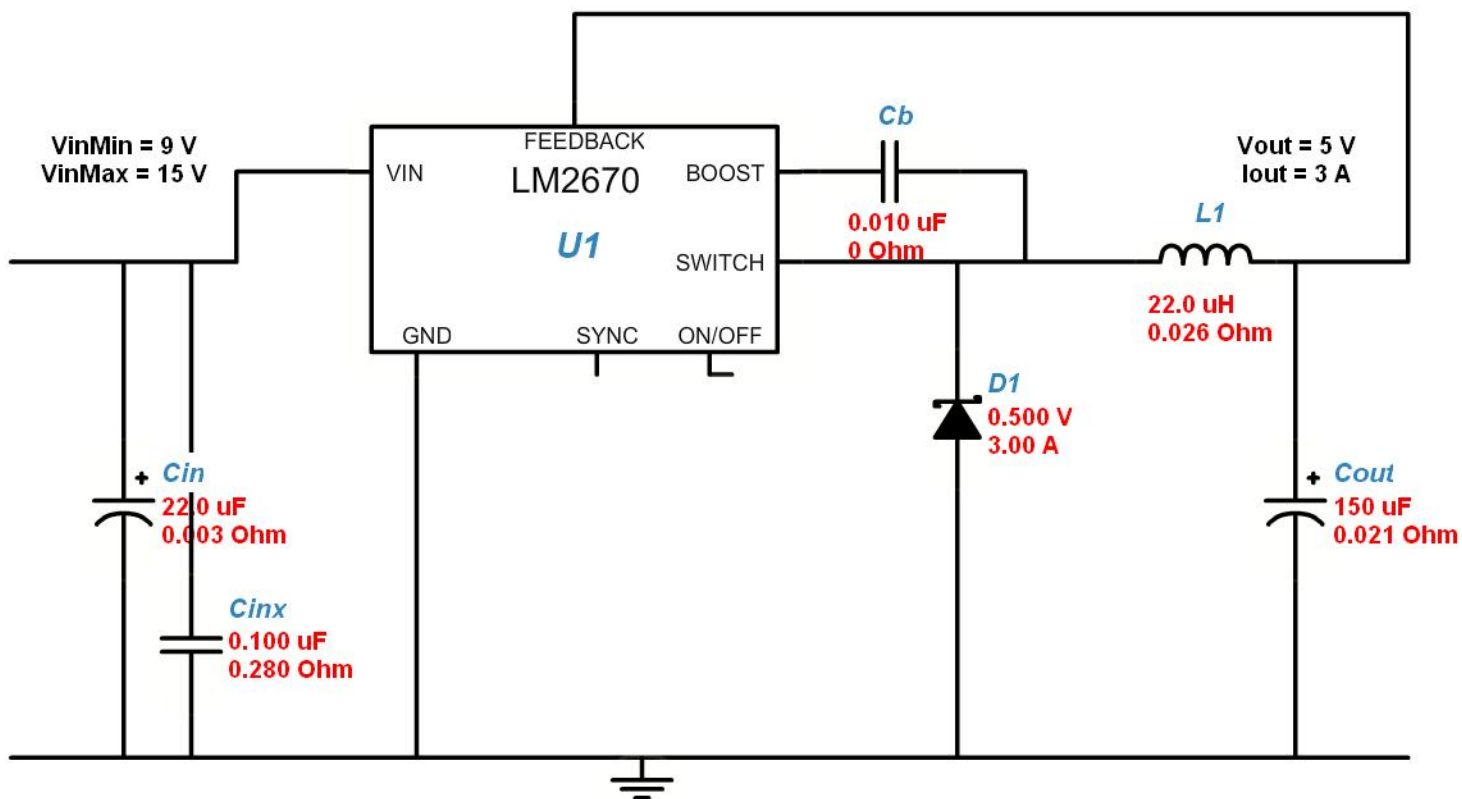 VinMin = 9 V
VinMax = 15 V
FEEDBACK
VIN
LM2670
BOOST
U1
SWITCH
GND
SYNC
ON/OFF
Cb
0.010 uF
0 Ohm
Vout = 5 V
Iout = 3 A
L1
22.0 uH
0.026 Ohm
D1
0.500 V
3.00 A
+ Cin
22.0 uF
0.003 Ohm
Cinx
0.100 uF
0.280 Ohm
+ Cout
150 uF
0.021 Ohm